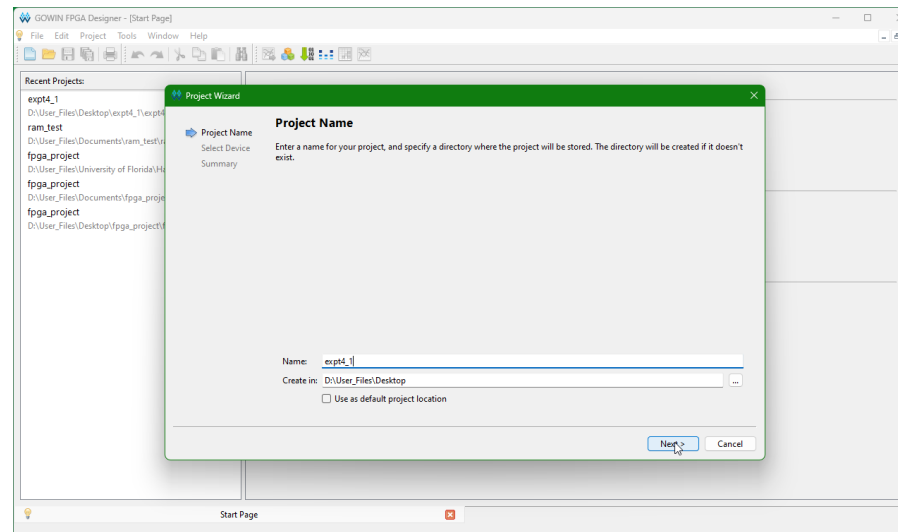 GOWIN FPGA Designer - [Start Page]
File Edit Project Tools Window Help
Recent Projects:
expt4_1
D:\User_Files\Desktop\expt4_1\expt4
ram_test
D:\User_Files\Documents\ram_test\r
fpga_project
D:\User_Files\University of Florida\Ha
fpga_project
D:\User_Files\Documents\fpga_proje
fpga_project
D:\User_Files\Desktop\fpga_project\f
Project Wizard
Project Name
Select Device
Summary
Project Name
Enter a name for your project, and specify a directory where the project will be stored. The directory will be created if it doesn't
exist.
Name: expt4_1
Create in: D:\User_Files\Desktop
...
Use as default project location
Next >
Cancel
Start Page